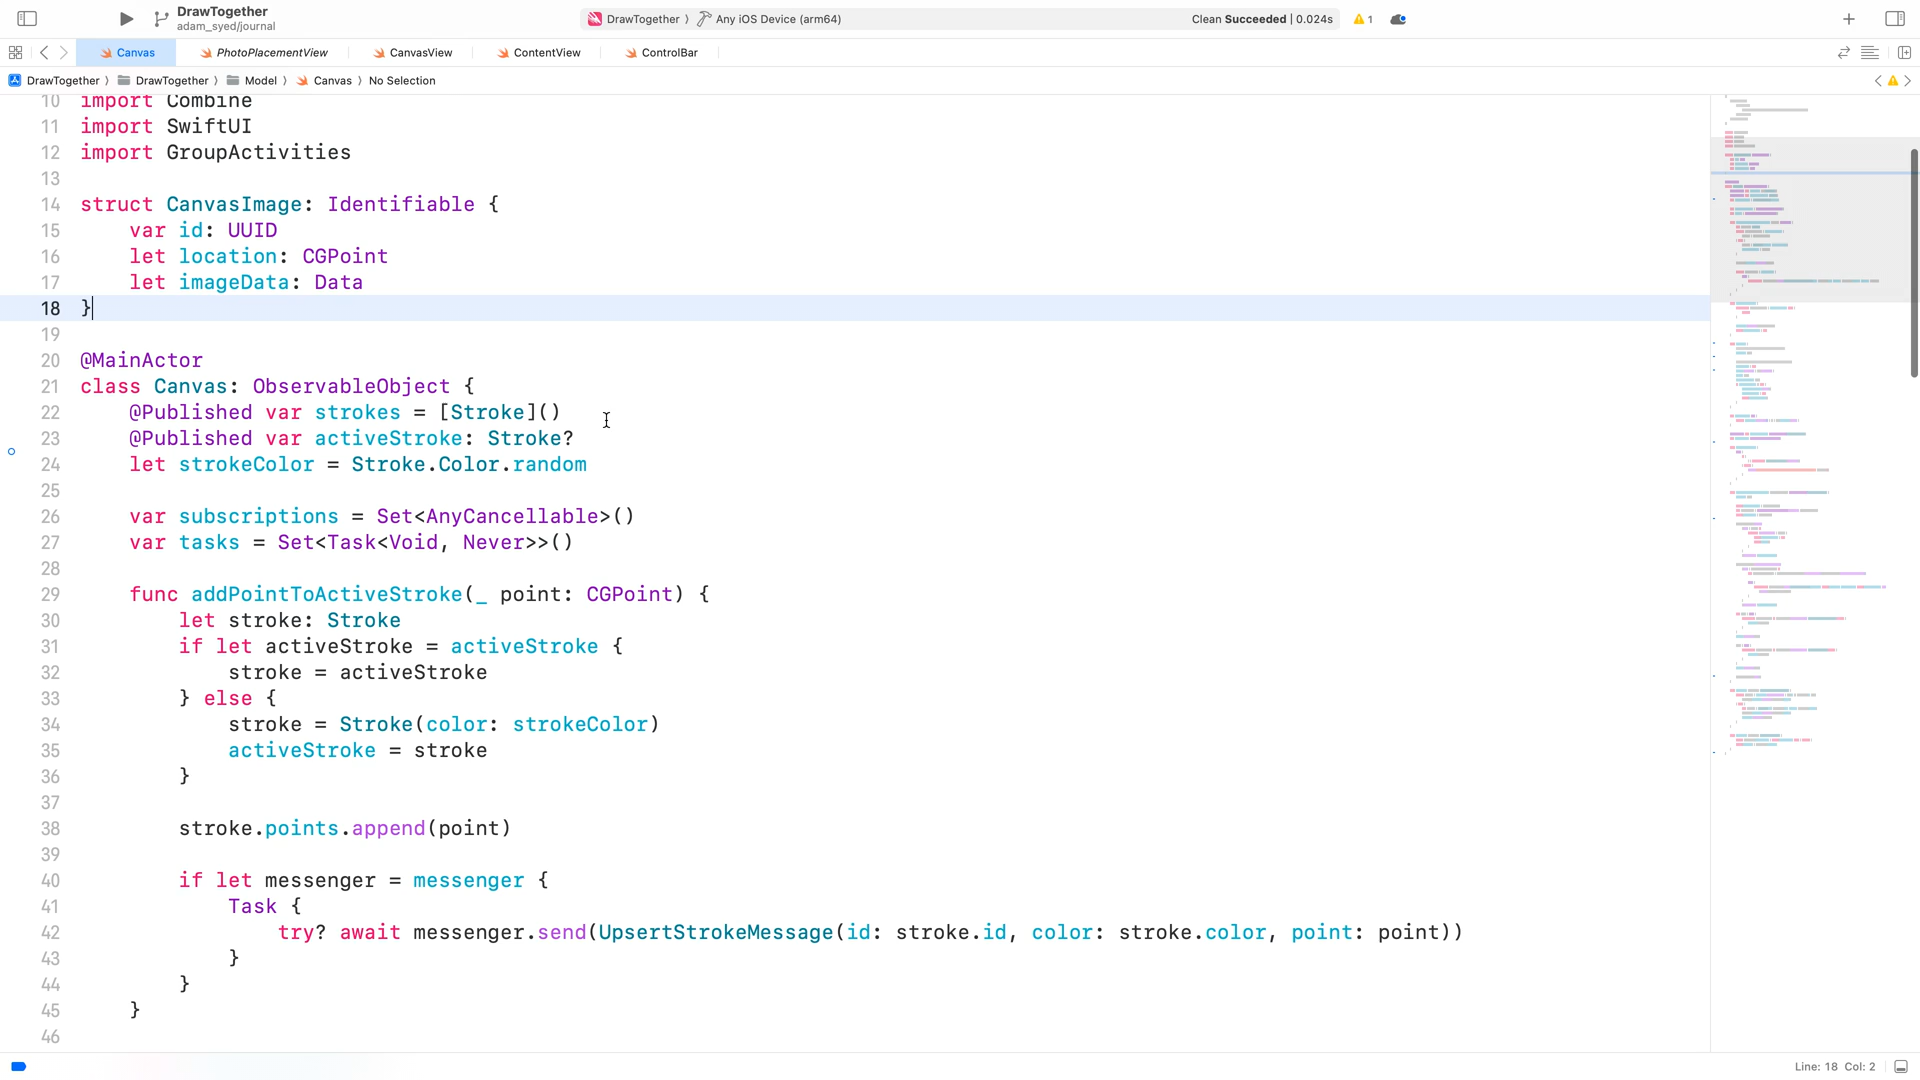 DrawTogether
adam_syed/journal
DrawTogether 〉 Any iOS Device (arm64)
Clean Succeeded | 0.024s
1
Canvas
PhotoPlacementView
CanvasView
ContentView
ControlBar
DrawTogether 〉 DrawTogether 〉 Model 〉 Canvas 〉 No Selection
10 import Combine
11 import SwiftUI
12 import GroupActivities
13
14 struct CanvasImage: Identifiable {
15     var id: UUID
16     let location: CGPoint
17     let imageData: Data
18 }
19
20 @MainActor
21 class Canvas: ObservableObject {
22     @Published var strokes = [Stroke]()
23     @Published var activeStroke: Stroke?
24     let strokeColor = Stroke.Color.random
25
26     var subscriptions = Set<AnyCancellable>()
27     var tasks = Set<Task<Void, Never>>()
28
29     func addPointToActiveStroke(_ point: CGPoint) {
30         let stroke: Stroke
31         if let activeStroke = activeStroke {
32             stroke = activeStroke
33         } else {
34             stroke = Stroke(color: strokeColor)
35             activeStroke = stroke
36         }
37
38         stroke.points.append(point)
39
40         if let messenger = messenger {
41             Task {
42                 try? await messenger.send(UpsertStrokeMessage(id: stroke.id, color: stroke.color, point: point))
43             }
44         }
45     }
46
Line: 18 Col: 2